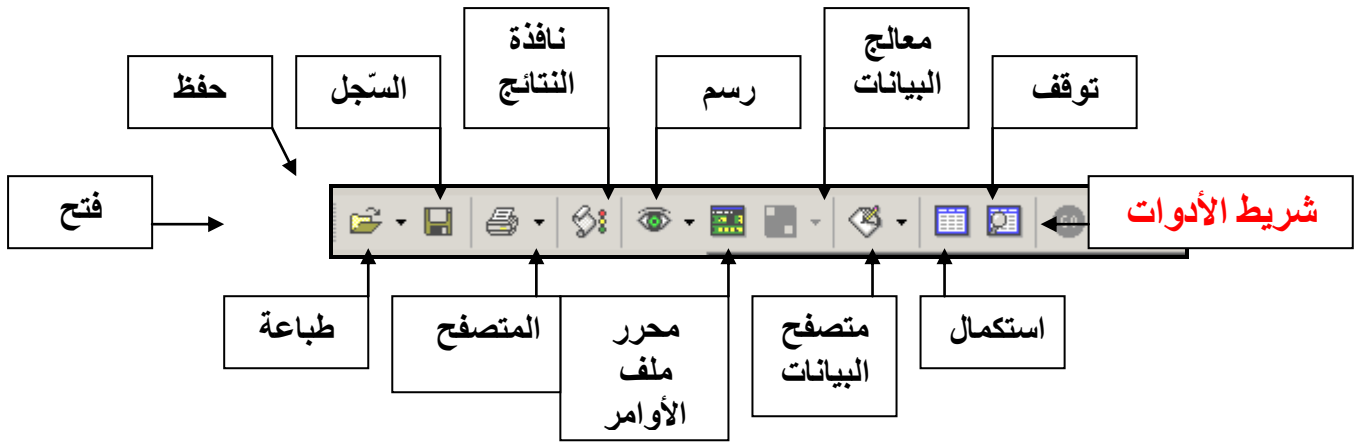 نافذة
النتائج
معالج
البيانات
حفظ
السّجل
رسم
توقف
فتح
شريط الأدوات
طباعة
المتصفح
محرر
ملف
الأوامر
متصفح
البيانات
استكمال